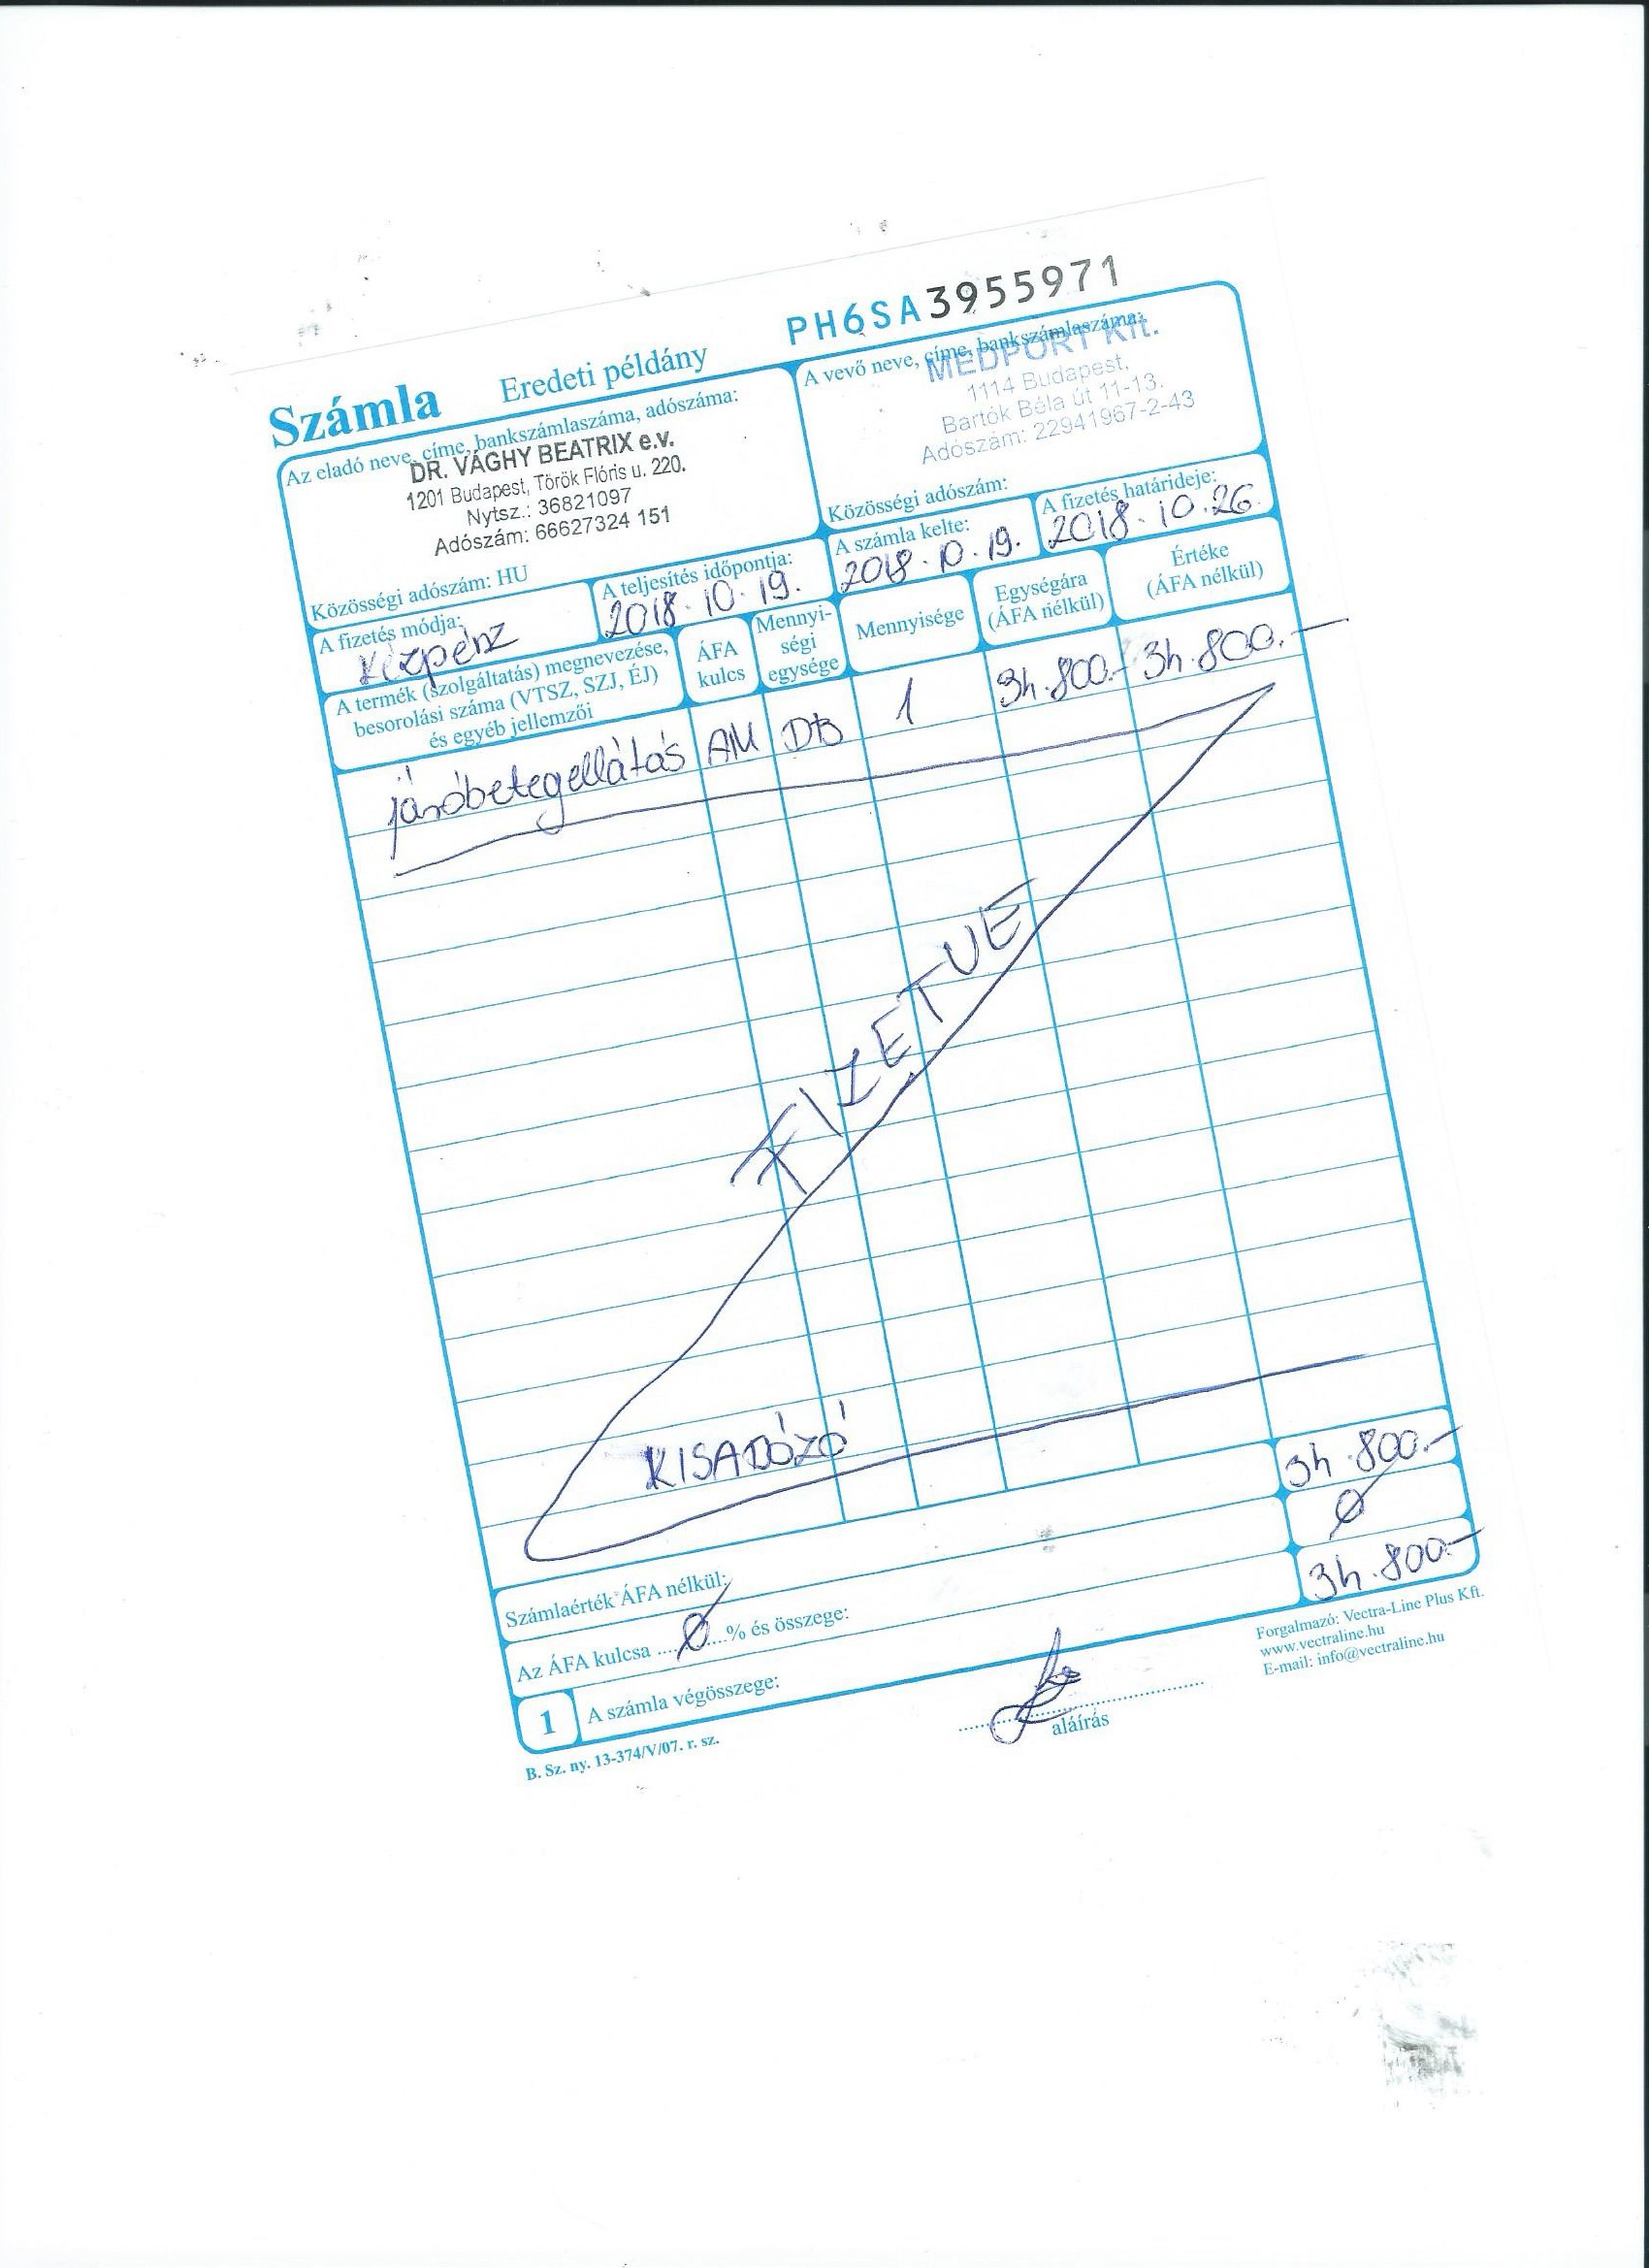 PH6SA3955971
Számla Eredeti példány
Az eladó neve, címe, bankszámlaszáma, adószáma:
DR. VÁGHY BEATRIX e.v.
1201 Budapest, Török Flóris u. 220.
Nytsz.: 36821097
Adószám: 66627324 151
Közösségi adószám: HU
A vevő neve, címe, bankszámlaszáma:
MEDPORT Kft.
1114 Budapest,
Bartók Béla út 11-13.
Adószám: 22941967-2-43
Közösségi adószám:
A fizetés módja:
Kézpénz
A teljesítés időpontja:
2018.10.19.
A számla kelte:
2018.10.19.
A fizetés határideje:
2018.10.26.
A termék (szolgáltatás) megnevezése,
besorolási száma (VTSZ, SZJ, ÉJ)
és egyéb jellemzői
ÁFA
kulcs
Mennyi-
ségi
egysége
Mennyisége
Egységára
(ÁFA nélkül)
Értéke
(ÁFA nélkül)
járóbetegellátás AM DB 1 34.800.- 34.800.-
FIZETVE
KISADÓZÓ
Számlaérték ÁFA nélkül: 34.800.-
Az ÁFA kulcsa ....0....% és összege: 0
1 A számla végösszege: 34.800.-
aláírás
B. Sz. ny. 13-374/V/07. r. sz.
Forgalmazó: Vectra-Line Plus Kft.
www.vectraline.hu
E-mail: info@vectraline.hu